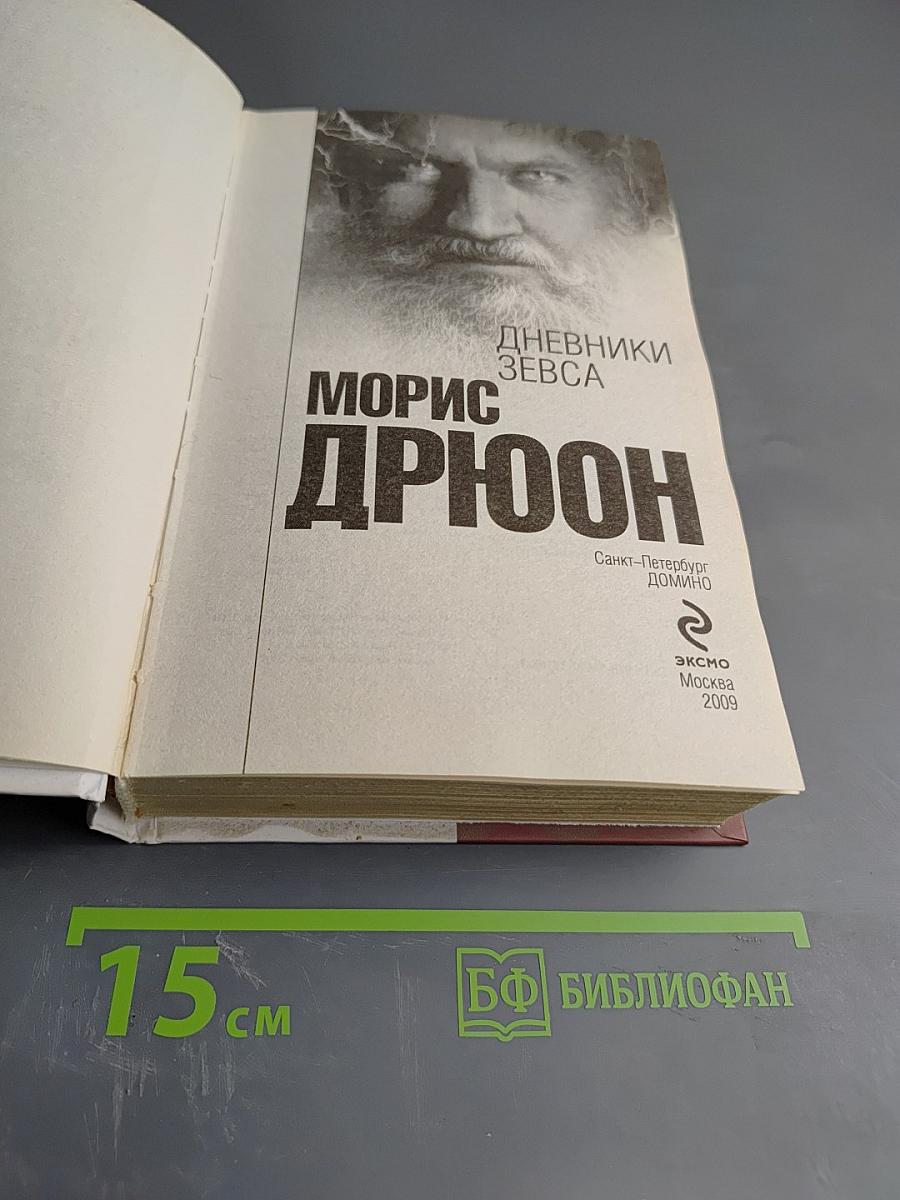 ДНЕВНИКИ
ЗЕВСА
МОРИС
ДРЮОН
Санкт–Петербург
ДОМИНО
ЭКСМО
Москва
2009
15 см
БФ БИБЛИОФАН